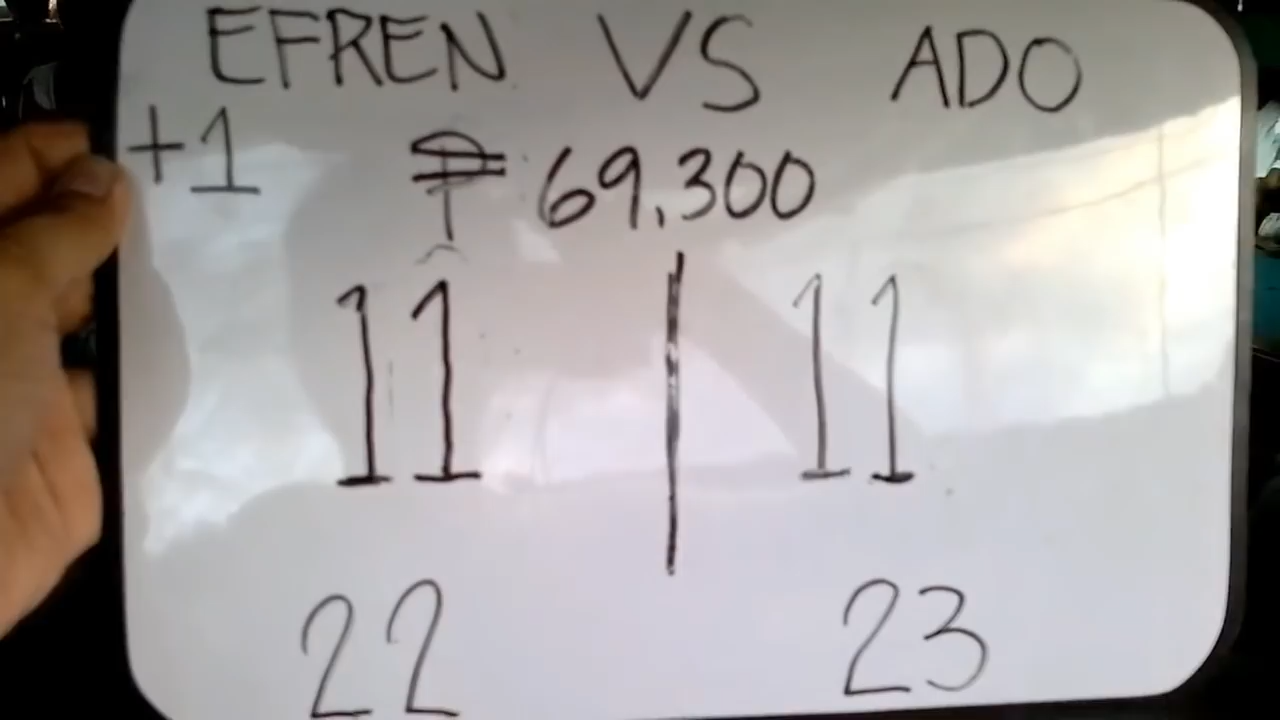 EFREN VS ADO
+1 ₱ 69,300
11 | 11
22 23